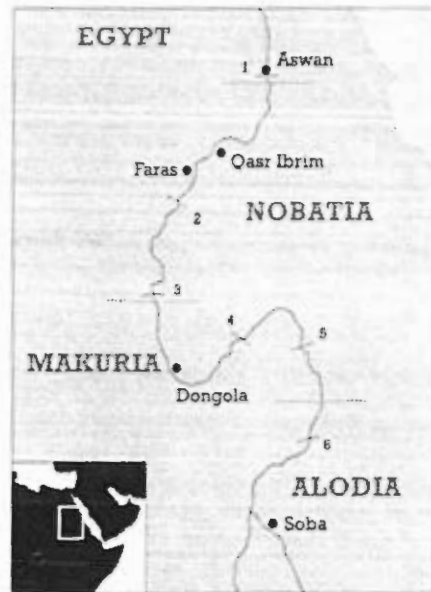 EGYPT
Aswan
1
Qasr Ibrim
Faras
2
NOBATIA
3
4
5
MAKURIA
Dongola
6
ALODIA
Soba